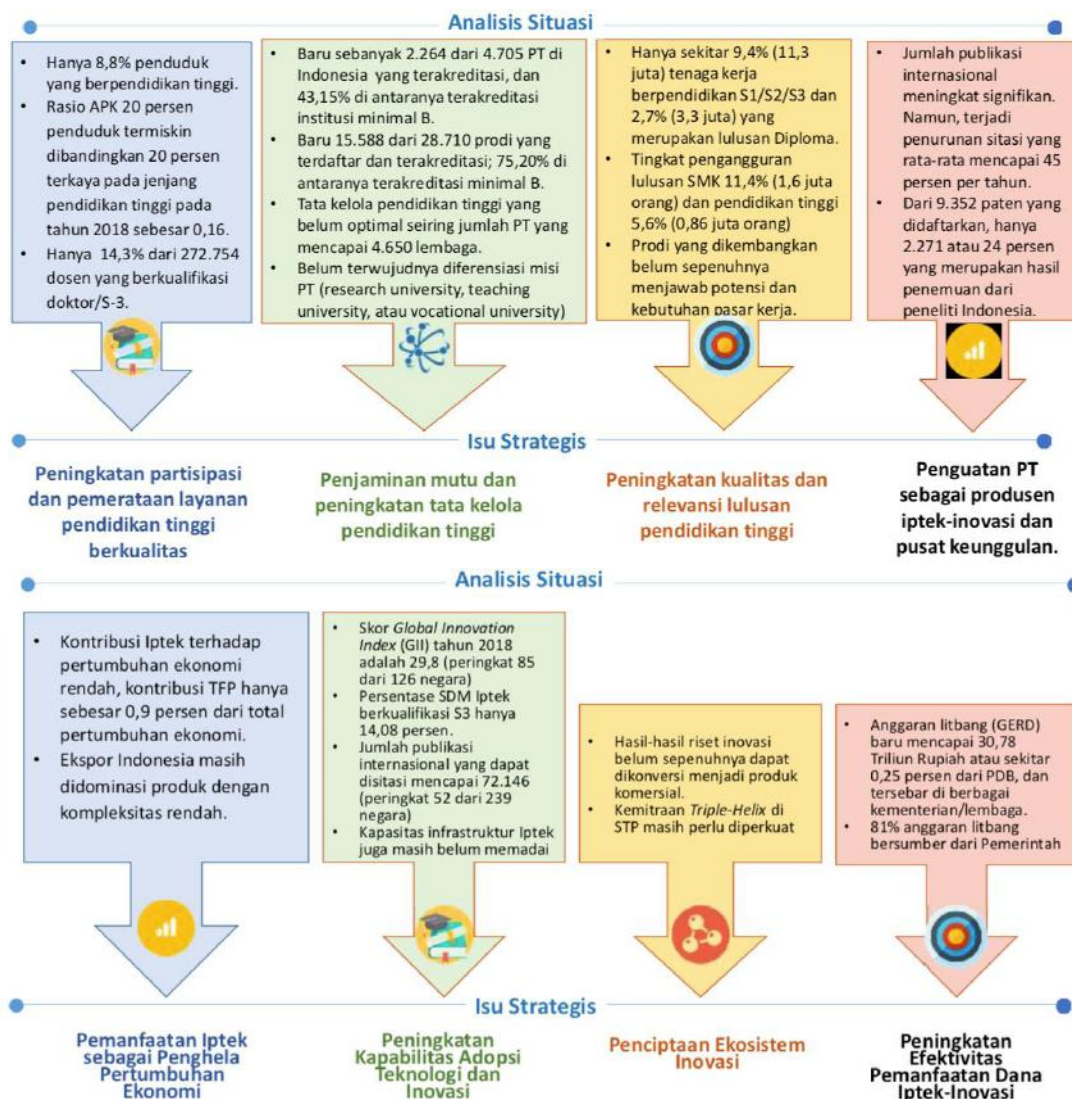 Analisis Situasi
• Hanya 8,8% penduduk
yang berpendidikan tinggi.
• Rasio APK 20 persen
penduduk termiskin
dibandingkan 20 persen
terkaya pada jenjang
pendidikan tinggi pada
tahun 2018 sebesar 0,16.
• Hanya 14,3% dari 272.754
dosen yang berkualifikasi
doktor/S-3.
• Baru sebanyak 2.264 dari 4.705 PT di
Indonesia yang terakreditasi, dan
43,15% di antaranya terakreditasi
institusi minimal B.
• Baru 15.588 dari 28.710 prodi yang
terdaftar dan terakreditasi; 75,20% di
antaranya terakreditasi minimal B.
• Tata kelola pendidikan tinggi yang
belum optimal seiring jumlah PT yang
mencapai 4.650 lembaga.
• Belum terwujudnya diferensiasi misi
PT (research university, teaching
university, atau vocational university)
• Hanya sekitar 9,4% (11,3
juta) tenaga kerja
berpendidikan S1/S2/S3 dan
2,7% (3,3 juta) yang
merupakan lulusan Diploma.
• Tingkat pengangguran
lulusan SMK 11,4% (1,6 juta
orang) dan pendidikan tinggi
5,6% (0,86 juta orang)
• Prodi yang dikembangkan
belum sepenuhnya
menjawab potensi dan
kebutuhan pasar kerja.
• Jumlah publikasi
internasional
meningkat signifikan.
Namun, terjadi
penurunan sitasi yang
rata-rata mencapai 45
persen per tahun.
• Dari 9.352 paten yang
didaftarkan, hanya
2.271 atau 24 persen
yang merupakan hasil
penemuan dari
peneliti Indonesia.
Isu Strategis
Peningkatan partisipasi
dan pemerataan layanan
pendidikan tinggi
berkualitas
Penjaminan mutu dan
peningkatan tata kelola
pendidikan tinggi
Peningkatan kualitas dan
relevansi lulusan
pendidikan tinggi
Penguatan PT
sebagai produsen
iptek-inovasi dan
pusat keunggulan.
Analisis Situasi
• Kontribusi Iptek terhadap
pertumbuhan ekonomi
rendah, kontribusi TFP hanya
sebesar 0,9 persen dari total
pertumbuhan ekonomi.
• Ekspor Indonesia masih
didominasi produk dengan
kompleksitas rendah.
• Skor Global Innovation
Index (GII) tahun 2018
adalah 29,8 (peringkat 85
dari 126 negara)
• Persentase SDM Iptek
berkualifikasi S3 hanya
14,08 persen.
• Jumlah publikasi
internasional yang dapat
disitasi mencapai 72.146
(peringkat 52 dari 239
negara)
• Kapasitas infrastruktur Iptek
juga masih belum memadai
• Hasil-hasil riset inovasi
belum sepenuhnya dapat
dikonversi menjadi produk
komersial.
• Kemitraan Triple-Helix di
STP masih perlu diperkuat
• Anggaran litbang (GERD)
baru mencapai 30,78
Triliun Rupiah atau sekitar
0,25 persen dari PDB, dan
tersebar di berbagai
kementerian/lembaga.
• 81% anggaran litbang
bersumber dari Pemerintah
Isu Strategis
Pemanfaatan Iptek
sebagai Penghela
Pertumbuhan
Ekonomi
Peningkatan
Kapabilitas Adopsi
Teknologi dan
Inovasi
Penciptaan Ekosistem
Inovasi
Peningkatan
Efektivitas
Pemanfaatan Dana
Iptek-Inovasi